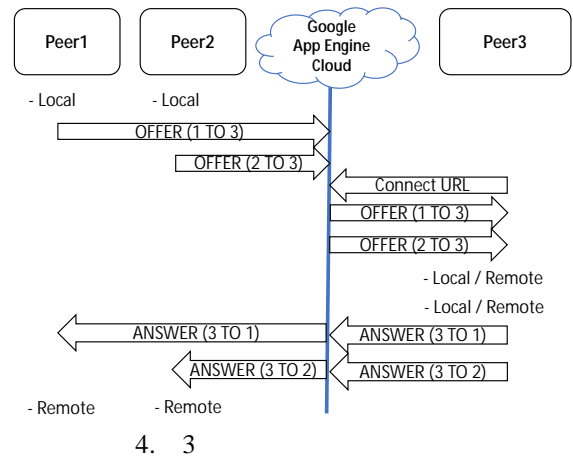 Peer1
Peer2
Google
App Engine
Cloud
Peer3
- Local
- Local
OFFER (1 TO 3)
OFFER (2 TO 3)
Connect URL
OFFER (1 TO 3)
OFFER (2 TO 3)
- Local / Remote
- Local / Remote
ANSWER (3 TO 1)
ANSWER (3 TO 1)
ANSWER (3 TO 2)
ANSWER (3 TO 2)
- Remote
- Remote
4. 3